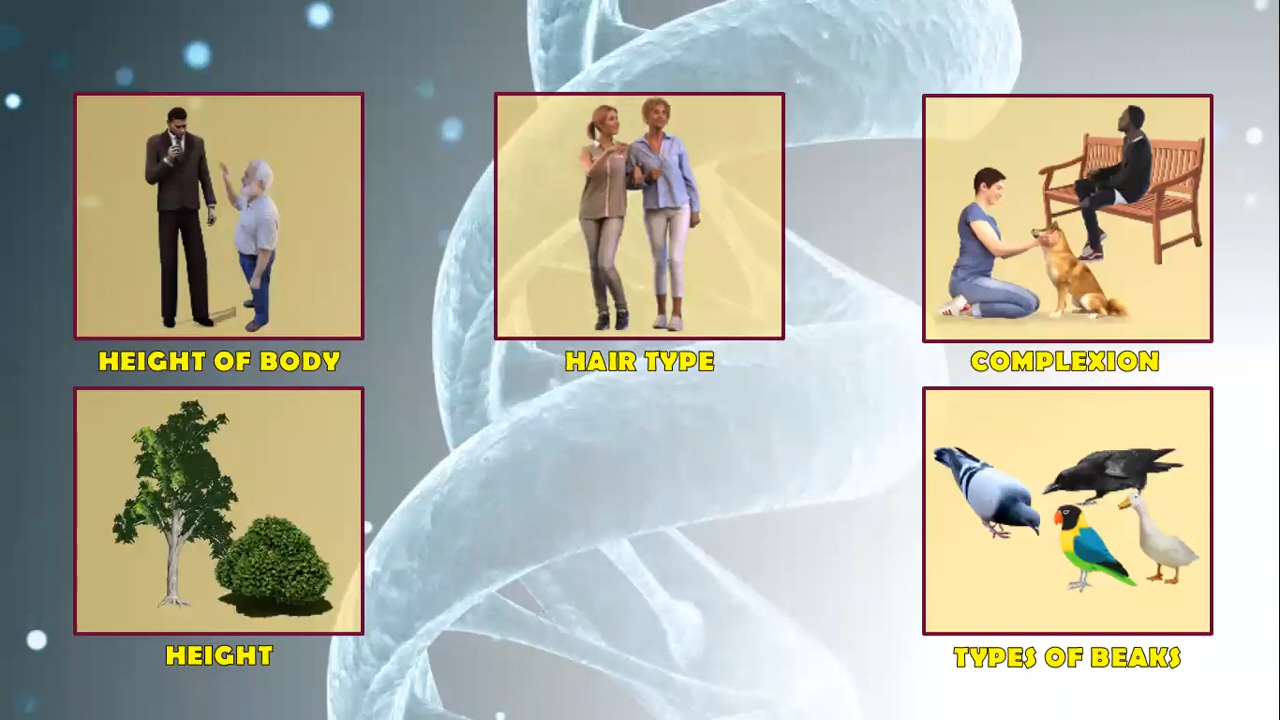 HEIGHT OF BODY
HAIR TYPE
COMPLEXION
HEIGHT
TYPES OF BEAKS